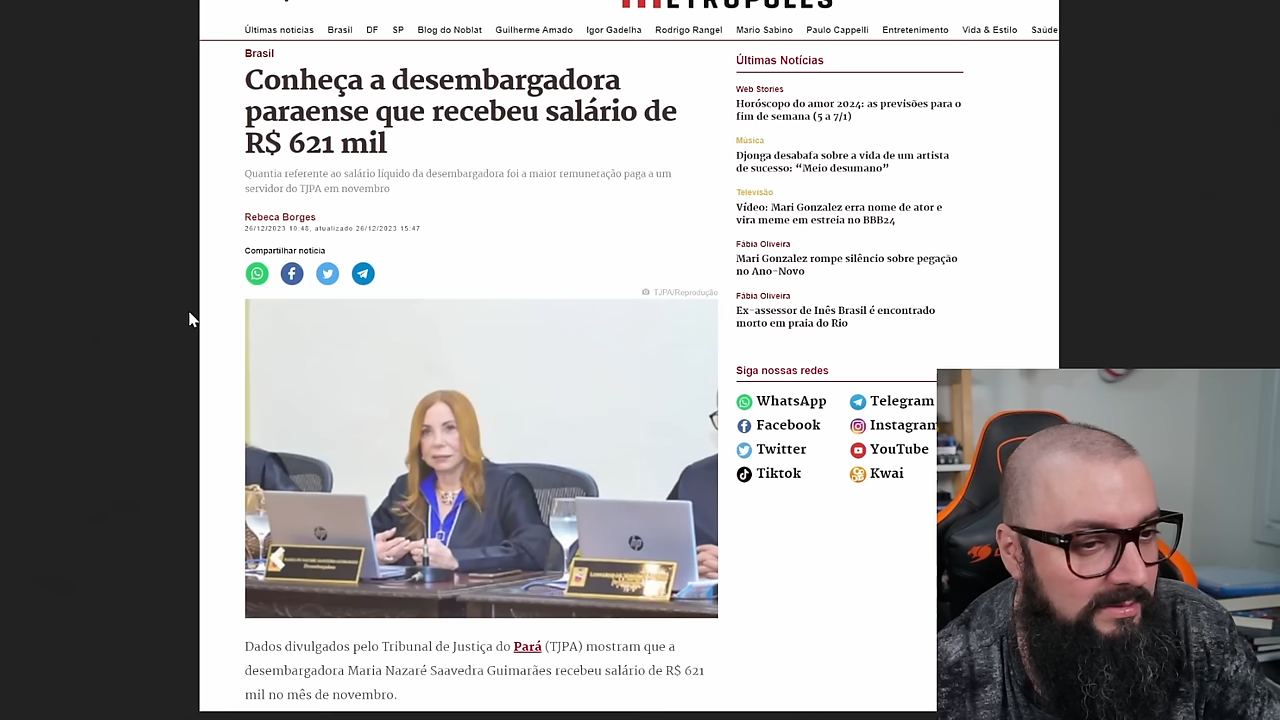 METRÓPOLES
Últimas notícias Brasil DF SP Blog do Noblat Guilherme Amado Igor Gadelha Rodrigo Rangel Mario Sabino Paulo Cappelli Entretenimento Vida & Estilo Saúde
Brasil
Conheça a desembargadora
paraense que recebeu salário de
R$ 621 mil
Quantia referente ao salário líquido da desembargadora foi a maior remuneração paga a um
servidor do TJPA em novembro
Rebeca Borges
26/12/2023 10:48, atualizado 26/12/2023 15:47
Compartilhar notícia
TJPA/Reprodução
Dados divulgados pelo Tribunal de Justiça do Pará (TJPA) mostram que a
desembargadora Maria Nazaré Saavedra Guimarães recebeu salário de R$ 621
mil no mês de novembro.
Últimas Notícias
Web Stories
Horóscopo do amor 2024: as previsões para o
fim de semana (5 a 7/1)
Música
Djonga desabafa sobre a vida de um artista
de sucesso: “Meio desumano”
Televisão
Vídeo: Mari Gonzalez erra nome de ator e
vira meme em estreia no BBB24
Fábia Oliveira
Mari Gonzalez rompe silêncio sobre pegação
no Ano-Novo
Fábia Oliveira
Ex-assessor de Inês Brasil é encontrado
morto em praia do Rio
Siga nossas redes
WhatsApp Telegram
Facebook Instagram
Twitter YouTube
Tiktok Kwai
hp